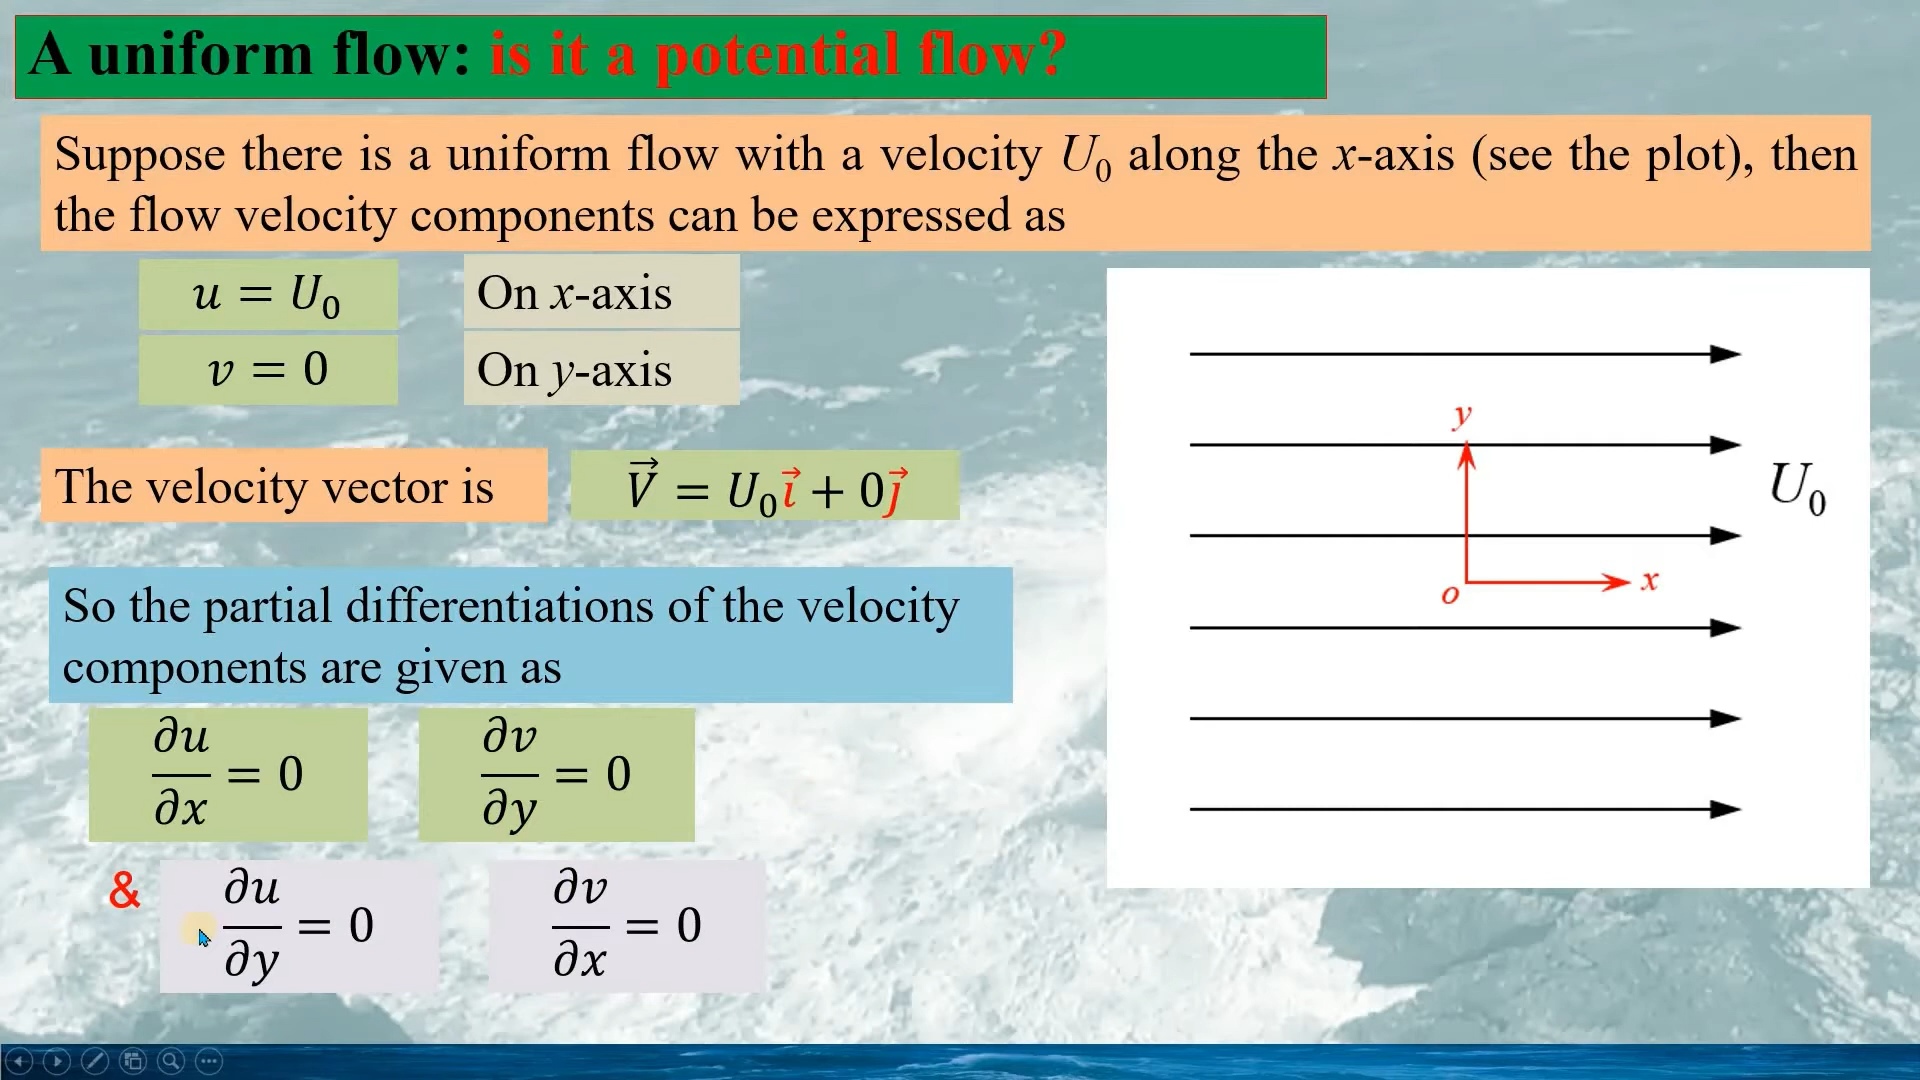 A uniform flow: is it a potential flow?
Suppose there is a uniform flow with a velocity U₀ along the x-axis (see the plot), then
the flow velocity components can be expressed as
u = U₀ On x-axis
v = 0 On y-axis
The velocity vector is V⃗ = U₀i⃗ + 0j⃗
So the partial differentiations of the velocity
components are given as
∂u/∂x = 0 ∂v/∂y = 0
& ∂u/∂y = 0 ∂v/∂x = 0
y
U₀
x
o